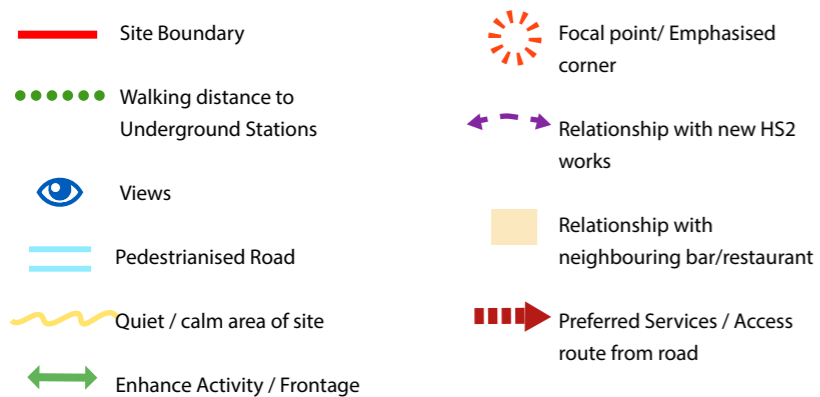 Site Boundary
Walking distance to
Underground Stations
Views
Pedestrianised Road
Quiet / calm area of site
Enhance Activity / Frontage
Focal point/ Emphasised
corner
Relationship with new HS2
works
Relationship with
neighbouring bar/restaurant
Preferred Services / Access
route from road